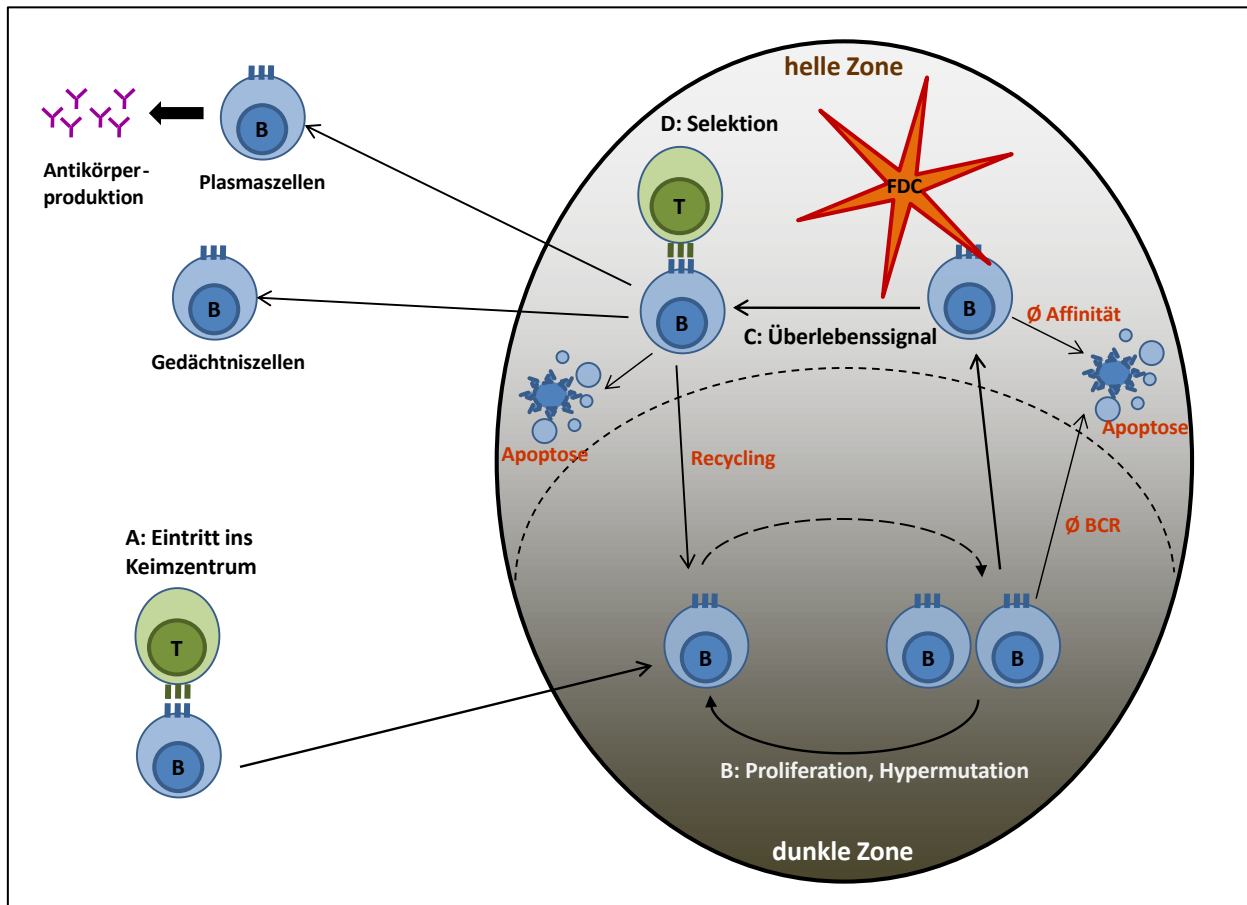 helle Zone
D: Selektion
T
B
FDC
B
B
Antikörper-
produktion
Plasmaszellen
B
Gedächtniszellen
C: Überlebenssignal
Ø Affinität
Apoptose
Apoptose
Recycling
Ø BCR
A: Eintritt ins
Keimzentrum
T
B
B
B
B
B: Proliferation, Hypermutation
dunkle Zone